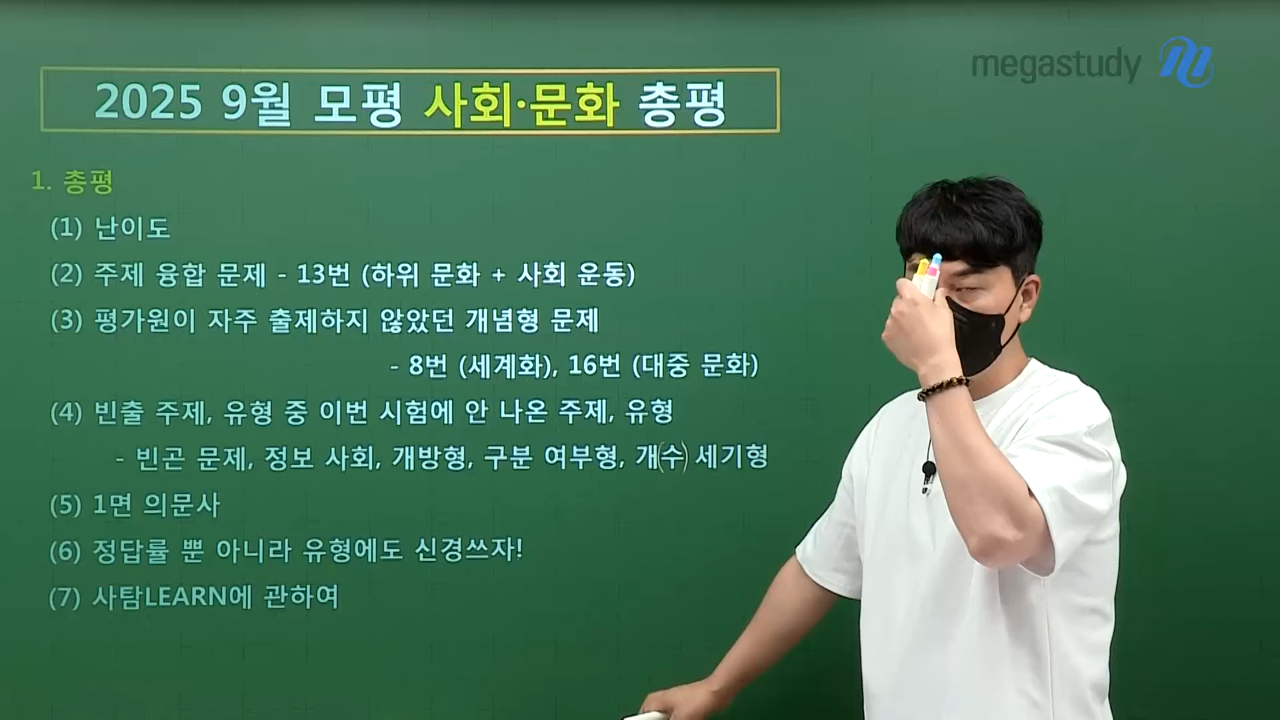 megastudy
2025 9월 모평 사회·문화 총평
1. 총평
(1) 난이도
(2) 주제 융합 문제 - 13번 (하위 문화 + 사회 운동)
(3) 평가원이 자주 출제하지 않았던 개념형 문제
- 8번 (세계화), 16번 (대중 문화)
(4) 빈출 주제, 유형 중 이번 시험에 안 나온 주제, 유형
- 빈곤 문제, 정보 사회, 개방형, 구분 여부형, 개(수) 세기형
(5) 1면 의문사
(6) 정답률 뿐 아니라 유형에도 신경쓰자!
(7) 사탐LEARN에 관하여